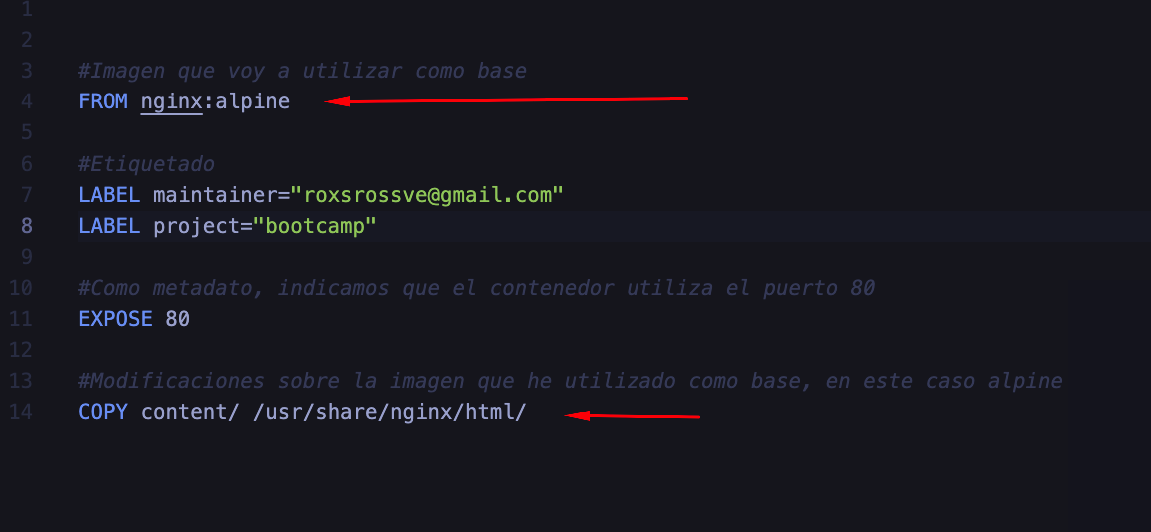 1
2
3 #Imagen que voy a utilizar como base
4 FROM nginx:alpine
5
6 #Etiquetado
7 LABEL maintainer="roxsrossve@gmail.com"
8 LABEL project="bootcamp"
9
10 #Como metadato, indicamos que el contenedor utiliza el puerto 80
11 EXPOSE 80
12
13 #Modificaciones sobre la imagen que he utilizado como base, en este caso alpine
14 COPY content/ /usr/share/nginx/html/